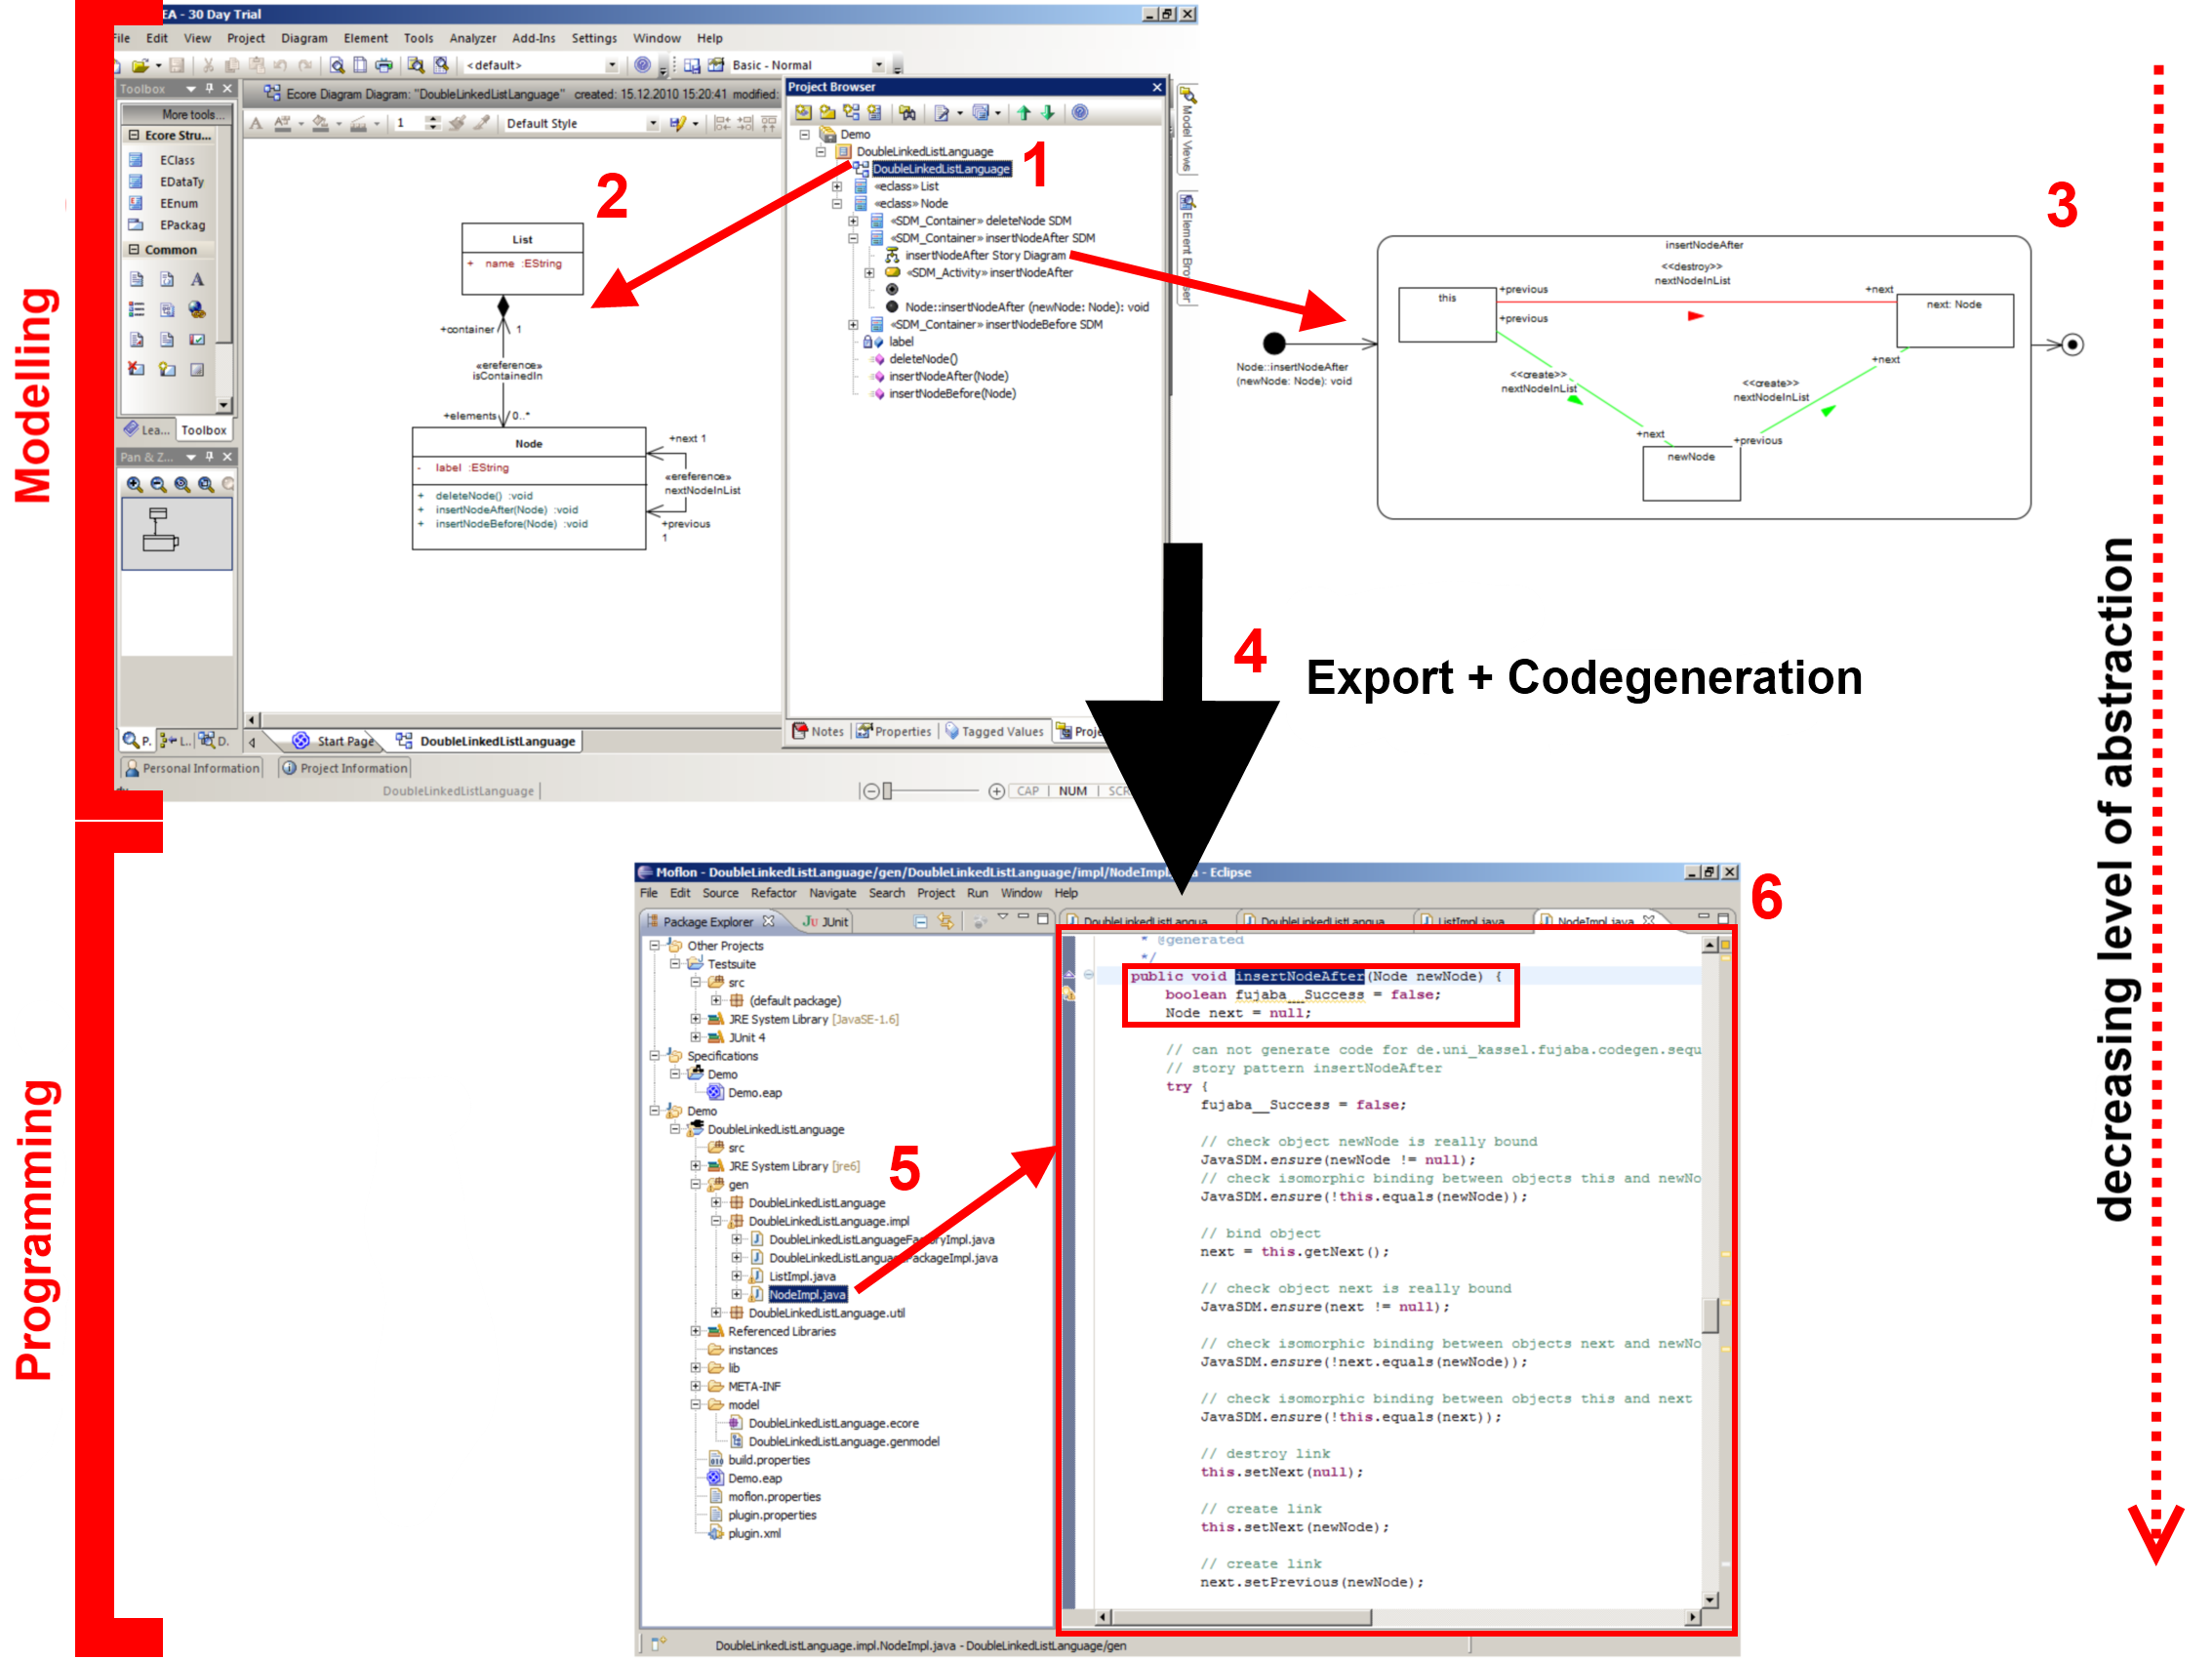 EA - 30 Day Trial
File Edit View Project Diagram Element Tools Analyzer Add-Ins Settings Window Help
<default> Basic - Normal
Toolbox
More tools...
Ecore Stru...
EClass
EDataTy
EEnum
EPackag
Common
Lea... Toolbox
Pan & Z...
P. L.. D.
Ecore Diagram Diagram: "DoubleLinkedListLanguage" created: 15.12.2010 15:20:41 modified:
1 Default Style
2
List
+ name :EString
+container 1
«ereference»
isContainedIn
+elements 0..*
Node
- label :EString
+ deleteNode() :void
+ insertNodeAfter(Node) :void
+ insertNodeBefore(Node) :void
+next 1
«ereference»
nextNodeInList
+previous
1
Start Page DoubleLinkedListLanguage
Personal Information Project Information
DoubleLinkedListLanguage
CAP NUM SCR
Project Browser
1
Demo
DoubleLinkedListLanguage
DoubleLinkedListLanguage
«eclass» List
«eclass» Node
«SDM_Container» deleteNode SDM
«SDM_Container» insertNodeAfter SDM
insertNodeAfter Story Diagram
«SDM_Activity» insertNodeAfter
Node::insertNodeAfter (newNode: Node): void
«SDM_Container» insertNodeBefore SDM
label
deleteNode()
insertNodeAfter(Node)
insertNodeBefore(Node)
Notes Properties Tagged Values Proje
Model Views
Element Browser
3
insertNodeAfter
<<destroy>>
nextNodeInList
this
+previous
+next
next: Node
+previous
+next
<<create>>
nextNodeInList
<<create>>
nextNodeInList
+next
+previous
newNode
Node::insertNodeAfter
(newNode: Node): void
Modelling
4 Export + Codegeneration
decreasing level of abstraction
Programming
Moflon - DoubleLinkedListLanguage/gen/DoubleLinkedListLanguage/impl/NodeImpl.java - Eclipse
6
File Edit Source Refactor Navigate Search Project Run Window Help
Package Explorer JUnit
DoubleLinkedListLangua DoubleLinkedListLangua ListImpl.java NodeImpl.java
Other Projects
Testsuite
src
(default package)
JRE System Library [JavaSE-1.6]
JUnit 4
Specifications
Demo
Demo.eap
Demo
DoubleLinkedListLanguage
src
JRE System Library [jre6]
5
gen
DoubleLinkedListLanguage
DoubleLinkedListLanguage.impl
DoubleLinkedListLanguageFactoryImpl.java
DoubleLinkedListLanguagePackageImpl.java
ListImpl.java
NodeImpl.java
DoubleLinkedListLanguage.util
Referenced Libraries
instances
lib
META-INF
model
DoubleLinkedListLanguage.ecore
DoubleLinkedListLanguage.genmodel
build.properties
Demo.eap
moflon.properties
plugin.properties
plugin.xml
* @generated
*/
public void insertNodeAfter(Node newNode) {
boolean fujaba__Success = false;
Node next = null;
// can not generate code for de.uni_kassel.fujaba.codegen.sequ
// story pattern insertNodeAfter
try {
fujaba__Success = false;
// check object newNode is really bound
JavaSDM.ensure(newNode != null);
// check isomorphic binding between objects this and newNo
JavaSDM.ensure(!this.equals(newNode));
// bind object
next = this.getNext();
// check object next is really bound
JavaSDM.ensure(next != null);
// check isomorphic binding between objects next and newNo
JavaSDM.ensure(!next.equals(newNode));
// check isomorphic binding between objects this and next
JavaSDM.ensure(!this.equals(next));
// destroy link
this.setNext(null);
// create link
this.setNext(newNode);
// create link
next.setPrevious(newNode);
DoubleLinkedListLanguage.impl.NodeImpl.java - DoubleLinkedListLanguage/gen